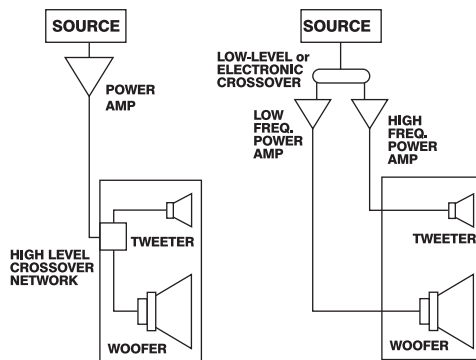 SOURCE
POWER
AMP
HIGH LEVEL
CROSSOVER
NETWORK
TWEETER
WOOFER
SOURCE
LOW-LEVEL or
ELECTRONIC
CROSSOVER
LOW
FREQ.
POWER
AMP
HIGH
FREQ.
POWER
AMP
TWEETER
WOOFER